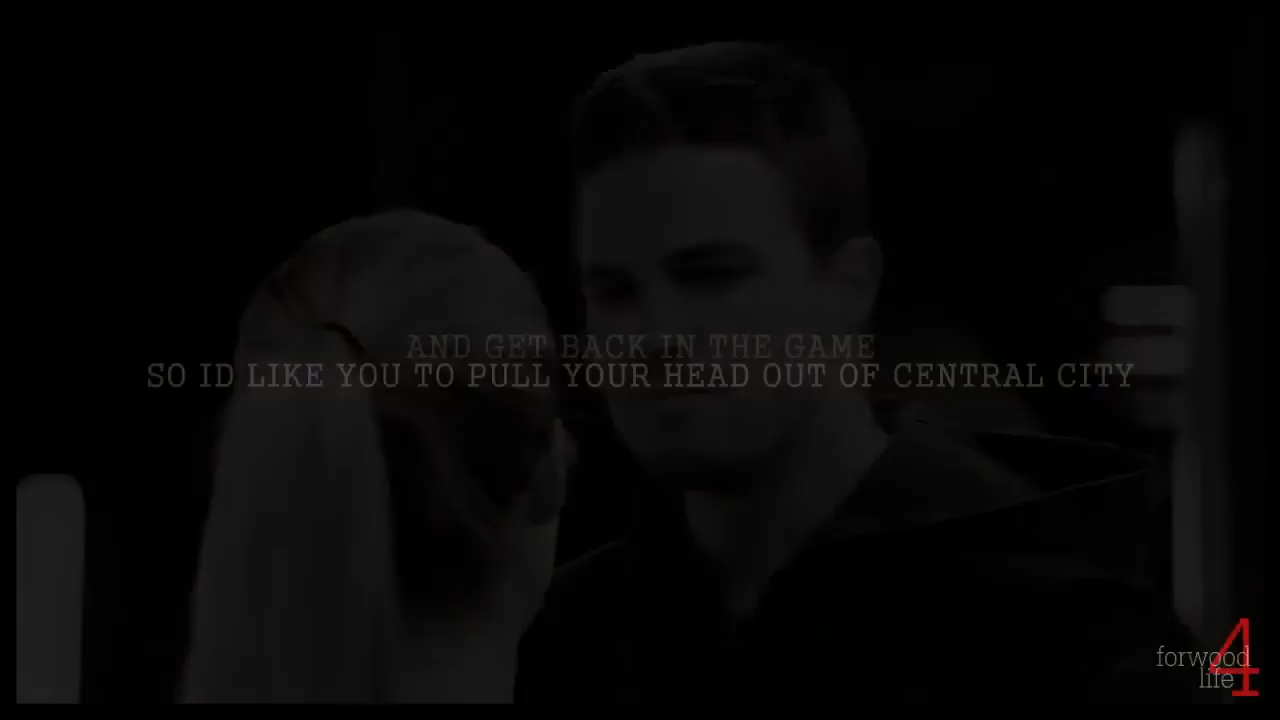 AND GET BACK IN THE GAME
SO ID LIKE YOU TO PULL YOUR HEAD OUT OF CENTRAL CITY
forwood
life 4